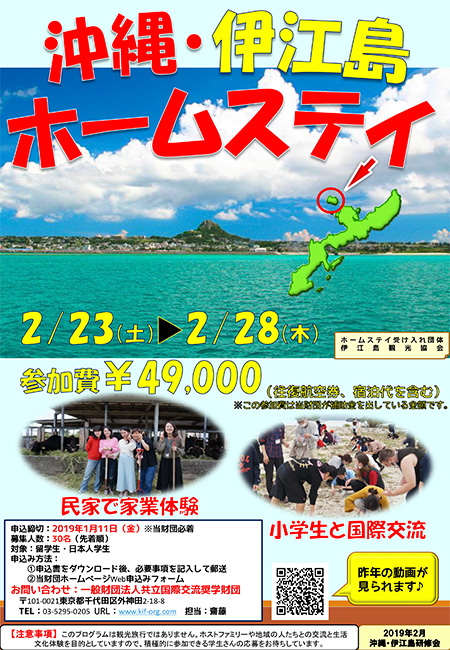 沖縄・伊江島
ホームステイ
2/23(土)▶2/28(木)
ホームステイ受け入れ団体
伊江島観光協会
参加費￥49,000(往復航空券、宿泊代を含む)
※この参加費は当財団が補助金を出している金額です。
民家で家業体験
小学生と国際交流
申込締切：2019年1月11日（金）※当財団必着
募集人数：30名（先着順）
対象：留学生・日本人学生
申込み方法：
①申込書をダウンロード後、必要事項を記入して郵送
②当財団ホームページWeb申込みフォーム
お問い合わせ：一般財団法人共立国際交流奨学財団
〒101-0021東京都千代田区外神田2-18-8
TEL：03-5295-0205 URL：www.kif-org.com 担当：齋藤
昨年の動画が
見られます♪
【注意事項】このプログラムは観光旅行ではありません。ホストファミリーや地域の人たちとの交流と生活
文化体験を目的としていますので、積極的に参加できる学生さんの応募をお待ちしています。
2019年2月
沖縄・伊江島研修会